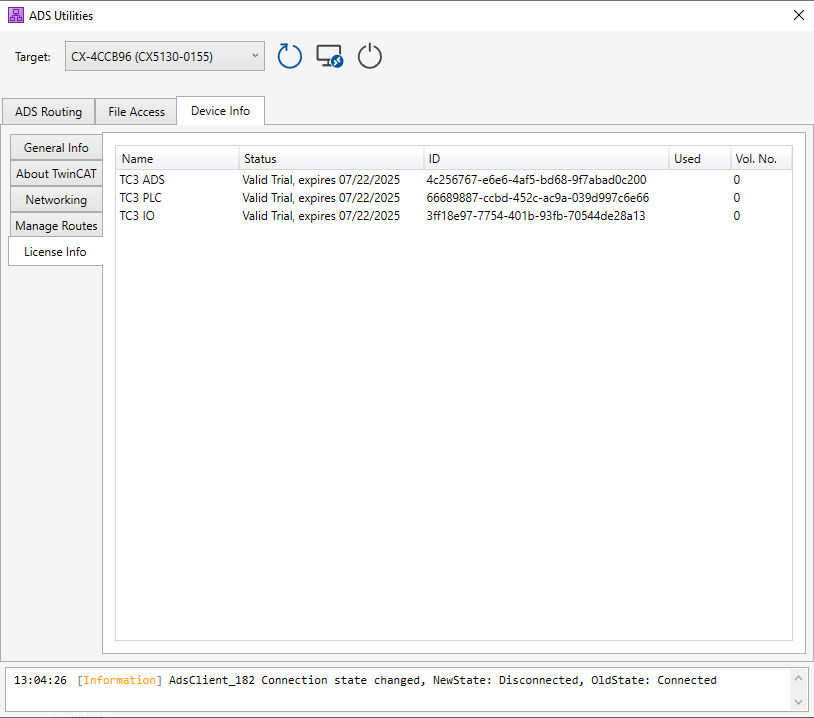 ADS Utilities
Target: CX-4CCB96 (CX5130-0155)
ADS Routing File Access Device Info
General Info
About TwinCAT
Networking
Manage Routes
License Info
Name Status ID Used Vol. No.
TC3 ADS Valid Trial, expires 07/22/2025 4c256767-e6e6-4af5-bd68-9f7abad0c200 0
TC3 PLC Valid Trial, expires 07/22/2025 66689887-ccbd-452c-ac9a-039d997c6e66 0
TC3 IO Valid Trial, expires 07/22/2025 3ff18e97-7754-401b-93fb-70544de28a13 0
13:04:26 [Information] AdsClient_182 Connection state changed, NewState: Disconnected, OldState: Connected